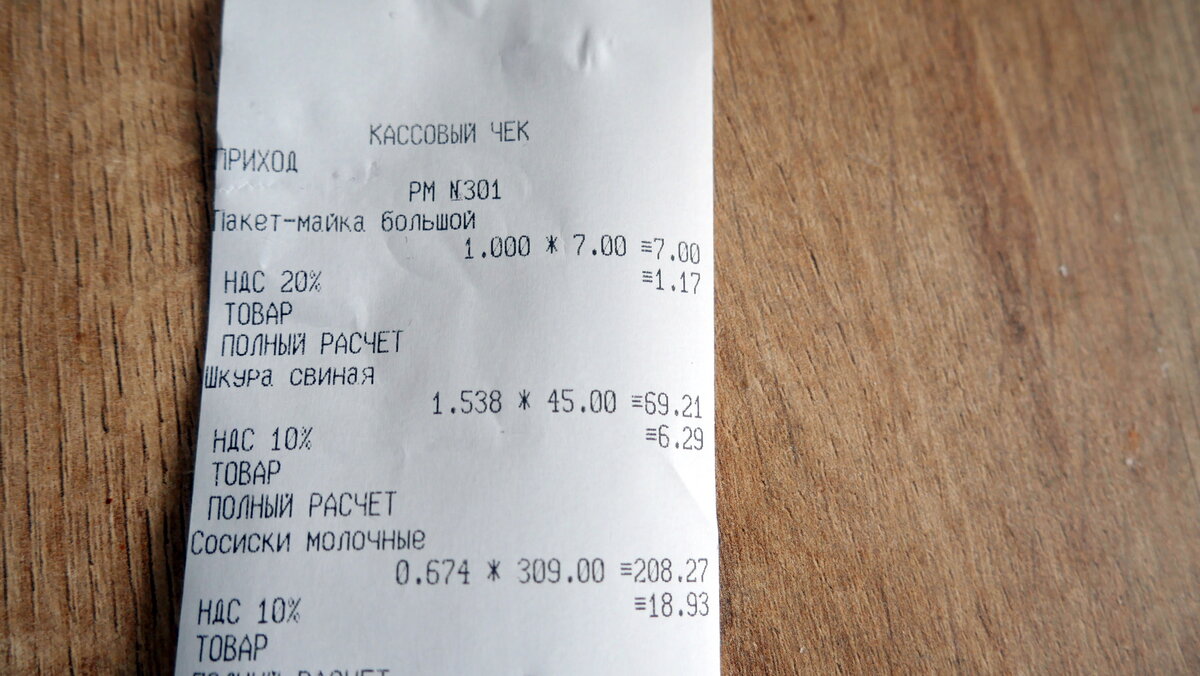 КАССОВЫЙ ЧЕК
ПРИХОД
РМ №301
Пакет-майка большой
1.000 * 7.00 ≡7.00
НДС 20% ≡1.17
ТОВАР
ПОЛНЫЙ РАСЧЕТ
Шкура свиная
1.538 * 45.00 ≡69.21
НДС 10% ≡6.29
ТОВАР
ПОЛНЫЙ РАСЧЕТ
Сосиски молочные
0.674 * 309.00 ≡208.27
НДС 10% ≡18.93
ТОВАР
ПОЛНЫЙ РАСЧЕТ